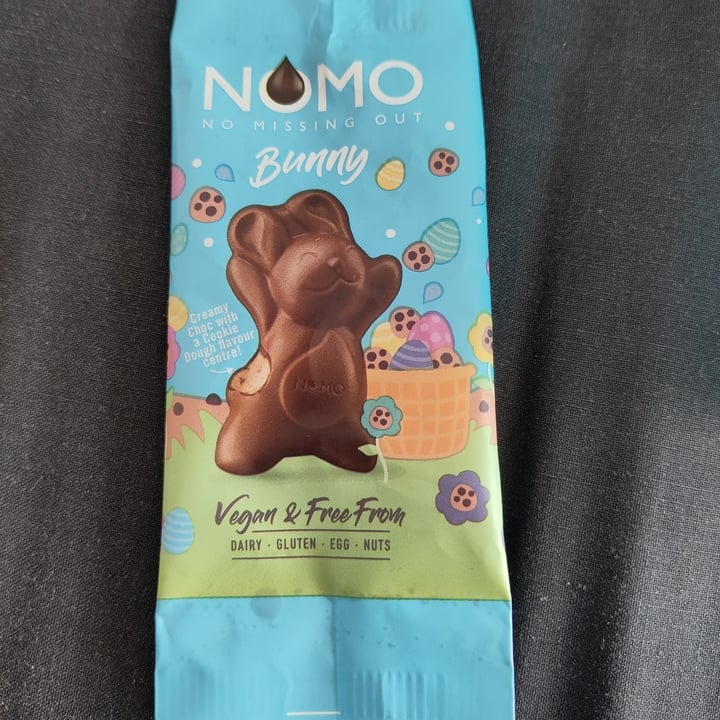 NOMO
NO MISSING OUT
Bunny
Creamy
Choc with
a Cookie
Dough flavour
centre!
NOMO
Vegan & Free From
DAIRY · GLUTEN · EGG · NUTS